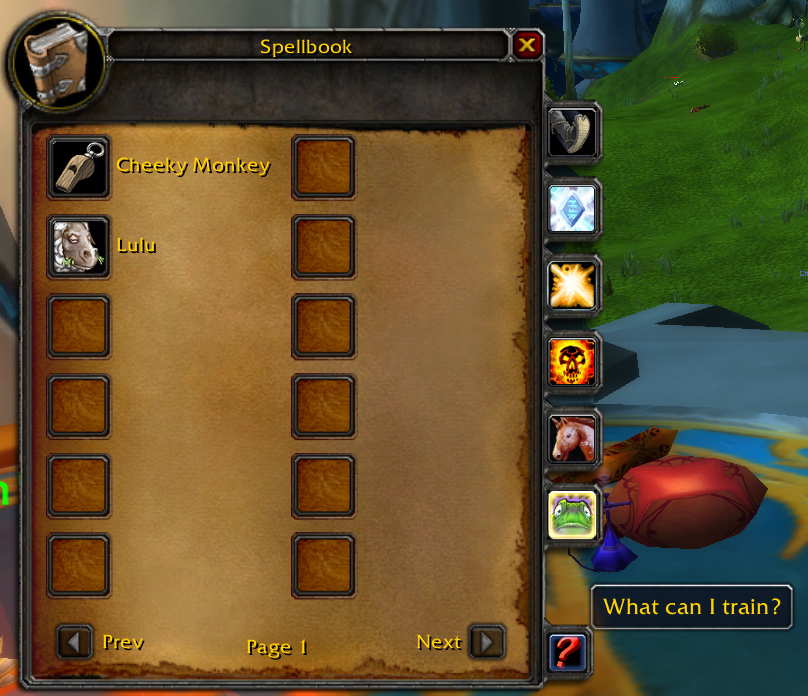 Spellbook
Cheeky Monkey
Lulu
Prev
Page 1
Next
What can I train?